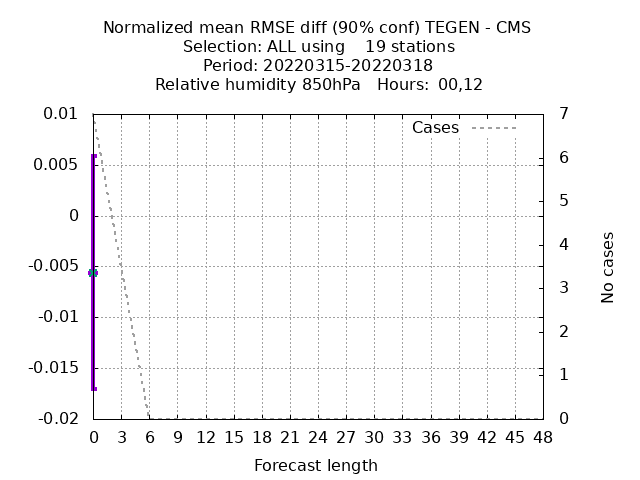 Normalized mean RMSE diff (90% conf) TEGEN - CMS
Selection: ALL using    19 stations
Period: 20220315-20220318
Relative humidity 850hPa   Hours: 00,12
Cases
0.01
0.005
0
-0.005
-0.01
-0.015
-0.02
7
6
5
4
3
2
1
0
No cases
0 3 6 9 12 15 18 21 24 27 30 33 36 39 42 45 48
Forecast length